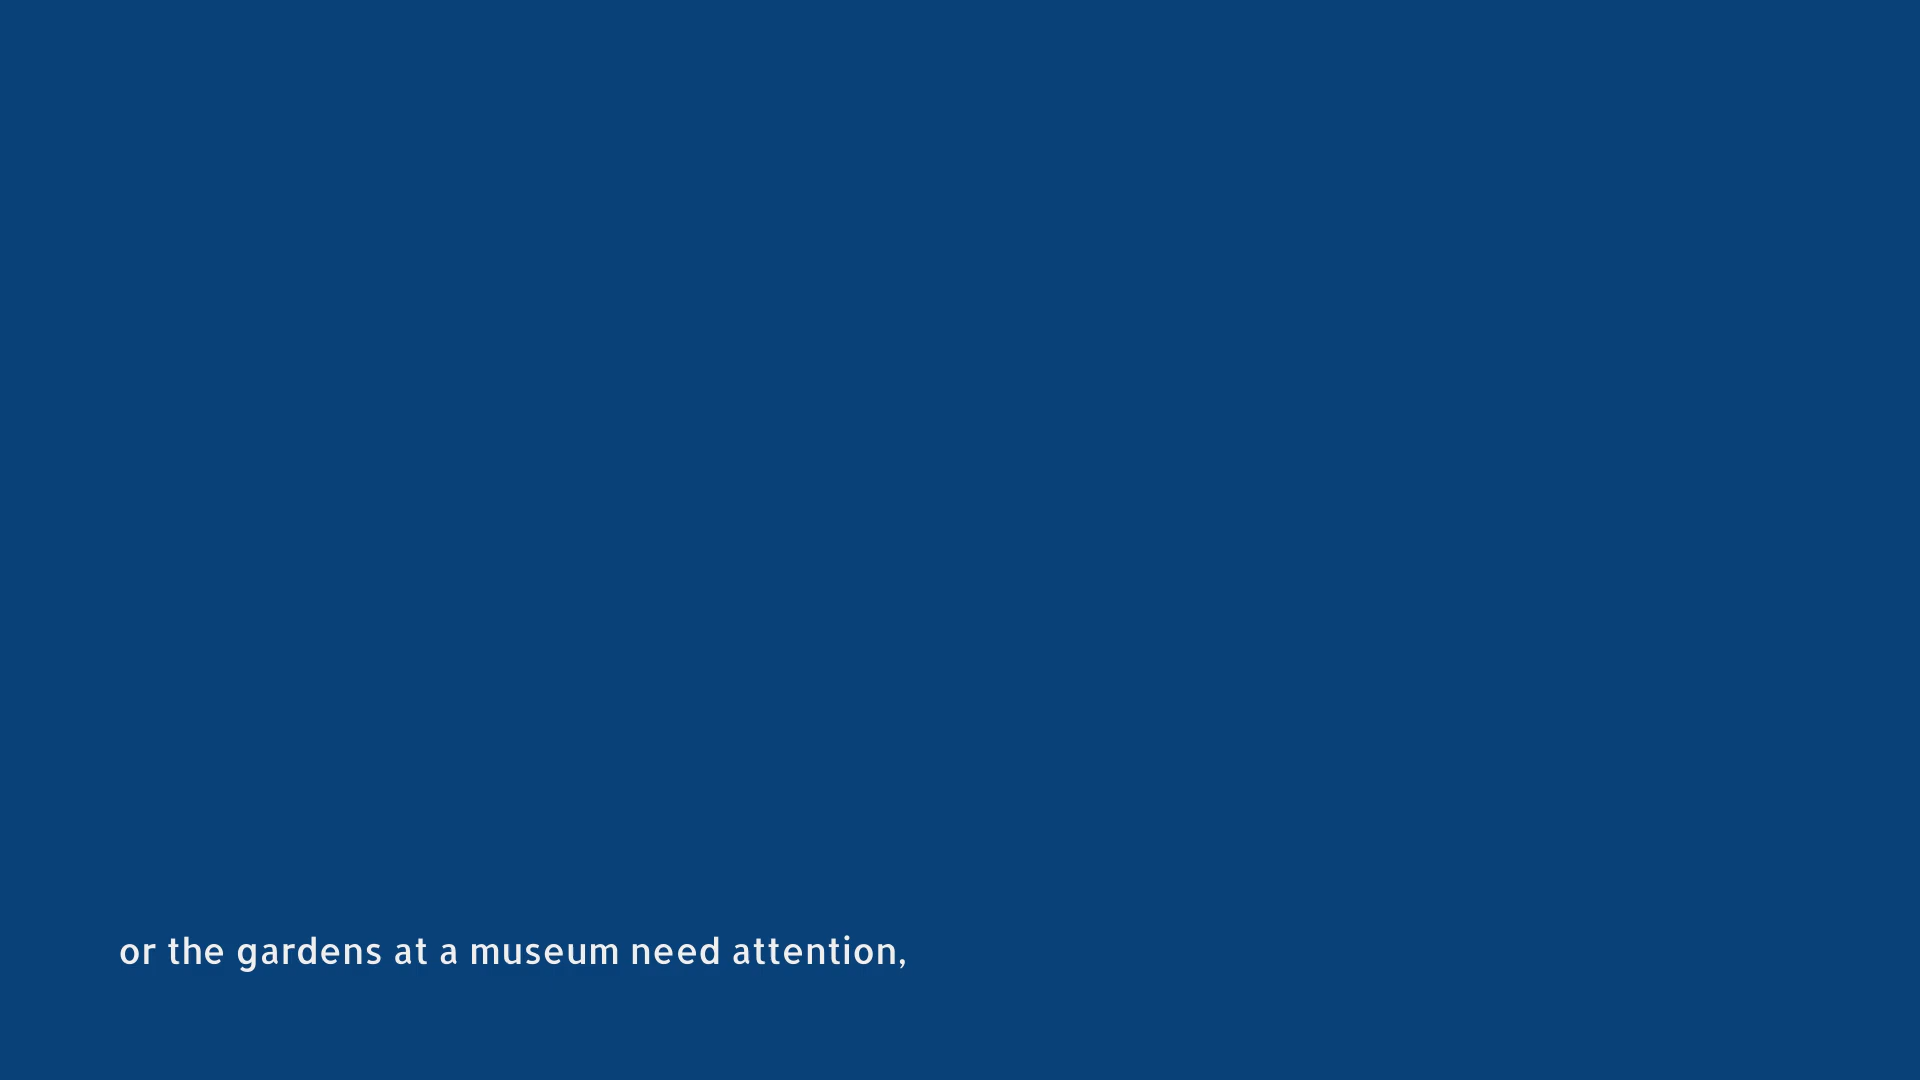 or the gardens at a museum need attention,